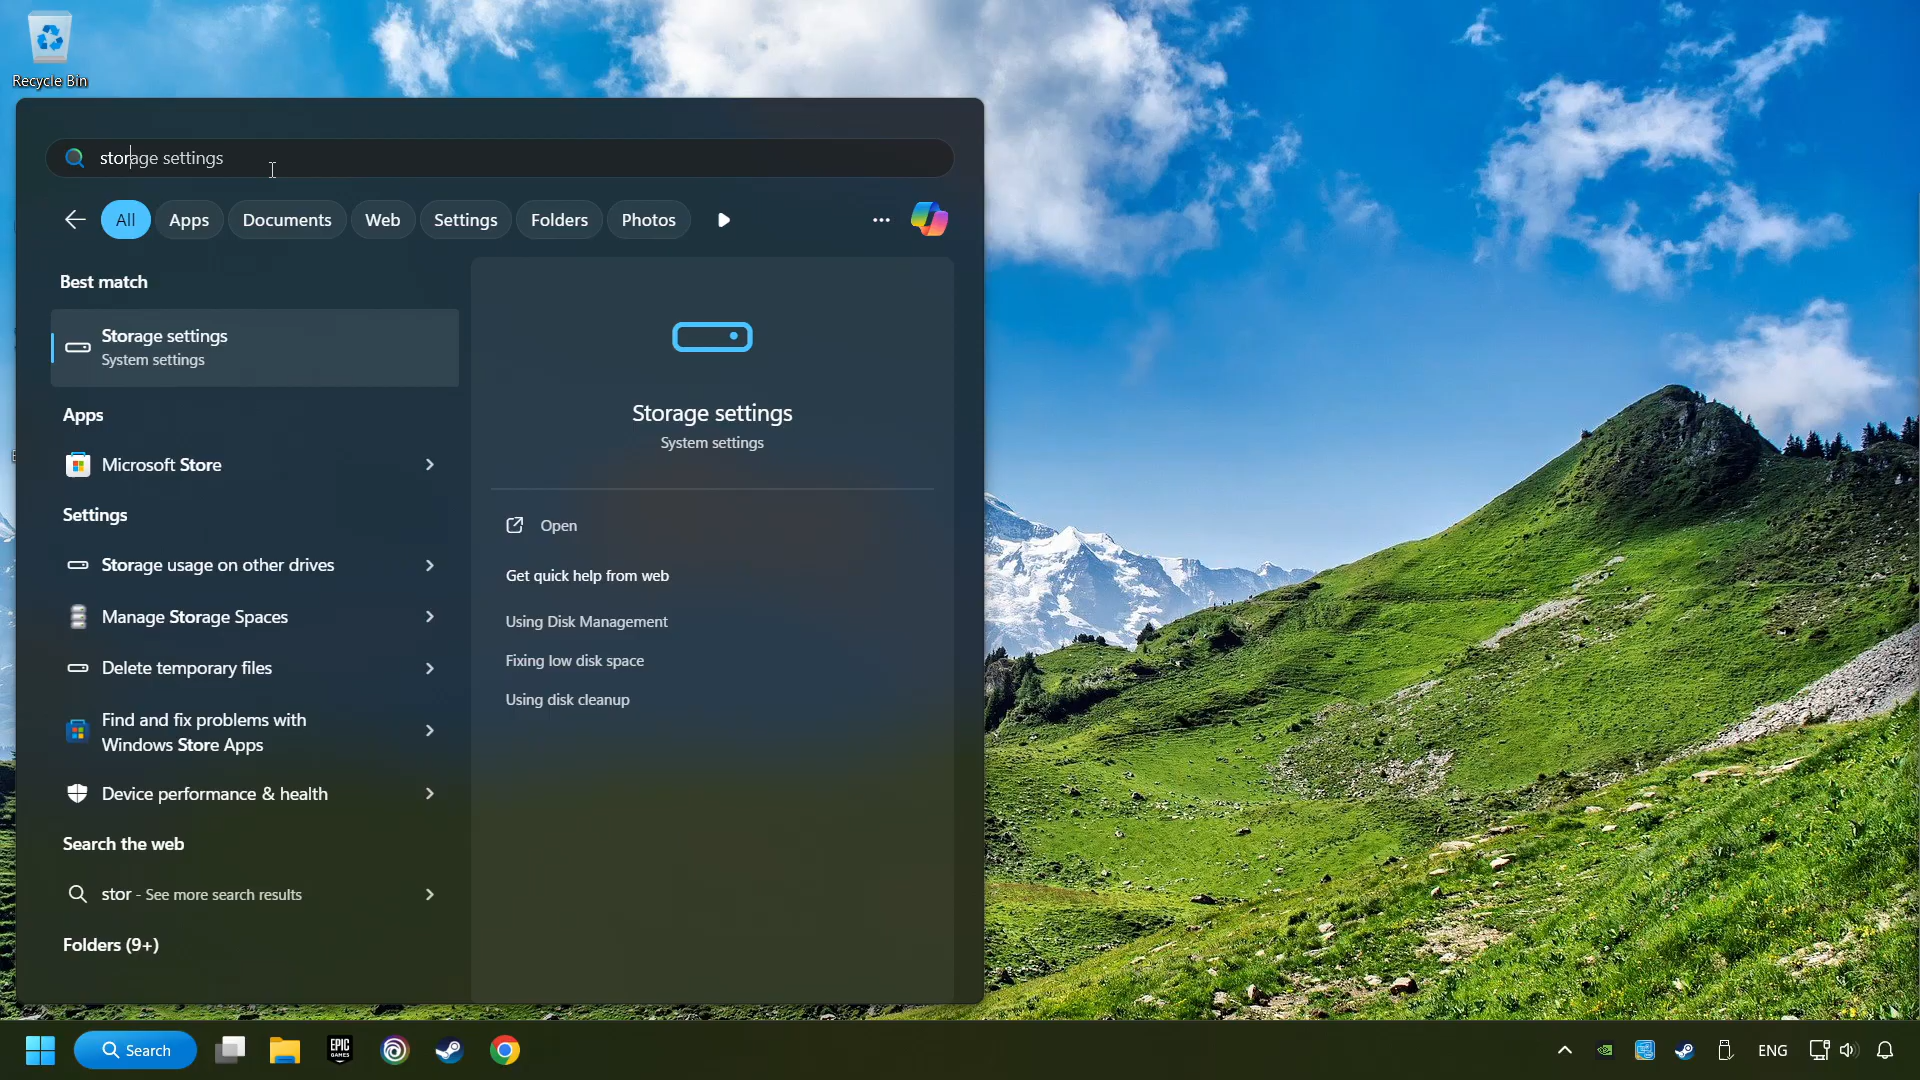 Recycle Bin
storage settings
All
Apps
Documents
Web
Settings
Folders
Photos
Best match
Storage settings
System settings
Apps
Microsoft Store
Settings
Storage usage on other drives
Manage Storage Spaces
Delete temporary files
Find and fix problems with
Windows Store Apps
Device performance & health
Search the web
stor - See more search results
Folders (9+)
Storage settings
System settings
Open
Get quick help from web
Using Disk Management
Fixing low disk space
Using disk cleanup
Search
EPIC
GAMES
ENG